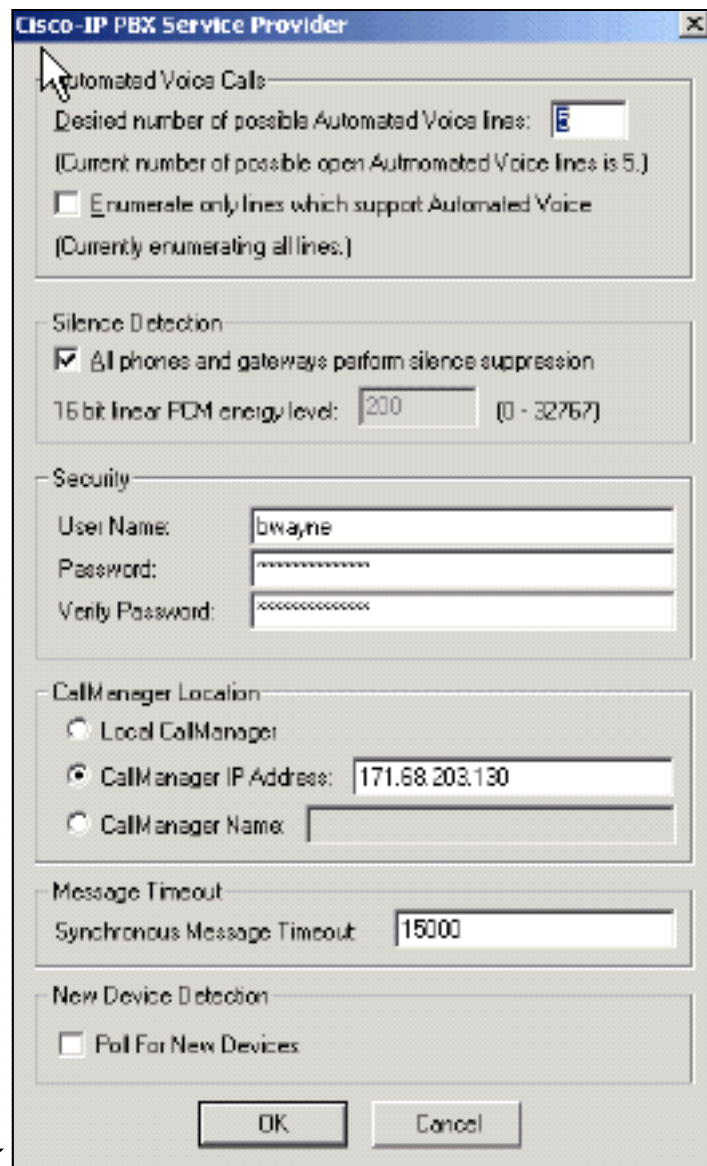 Cisco-IP PBX Service Provider
Automated Voice Calls
Desired number of possible Automated Voice lines: 5
(Current number of possible open Autmomated Voice lines is 5.)
Enumerate only lines which support Automated Voice
(Currently enumerating all lines.)
Silence Detection
All phones and gateways perform silence suppression
16 bit linear PCM energy level: 200 (0 - 32767)
Security
User Name: bwayne
Password: **************
Verify Password: **************
CallManager Location
Local CallManager
CallManager IP Address: 171.68.203.130
CallManager Name:
Message Timeout
Synchronous Message Timeout: 15000
New Device Detection
Poll For New Devices
OK Cancel